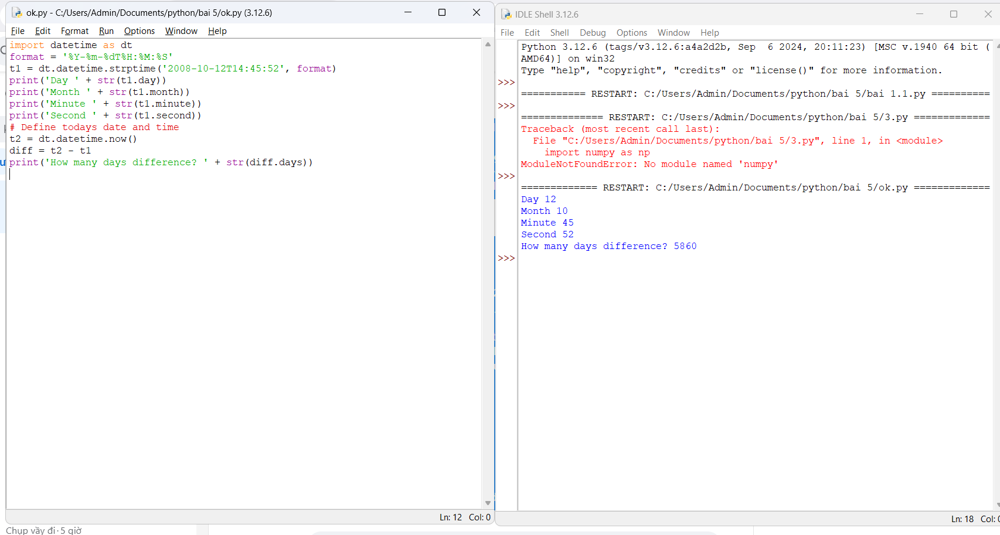 ok.py - C:/Users/Admin/Documents/python/bai 5/ok.py (3.12.6)
File Edit Format Run Options Window Help
import datetime as dt
format = '%Y-%m-%dT%H:%M:%S'
t1 = dt.datetime.strptime('2008-10-12T14:45:52', format)
print('Day ' + str(t1.day))
print('Month ' + str(t1.month))
print('Minute ' + str(t1.minute))
print('Second ' + str(t1.second))
# Define todays date and time
t2 = dt.datetime.now()
diff = t2 - t1
print('How many days difference? ' + str(diff.days))
Ln: 12 Col: 0
Chụp vầy đi · 5 giờ
IDLE Shell 3.12.6
File Edit Shell Debug Options Window Help
Python 3.12.6 (tags/v3.12.6:a4a2d2b, Sep  6 2024, 20:11:23) [MSC v.1940 64 bit (
AMD64)] on win32
Type "help", "copyright", "credits" or "license()" for more information.
>>>
=========== RESTART: C:/Users/Admin/Documents/python/bai 5/bai 1.1.py ==========
>>>
============== RESTART: C:/Users/Admin/Documents/python/bai 5/3.py =============
Traceback (most recent call last):
  File "C:/Users/Admin/Documents/python/bai 5/3.py", line 1, in <module>
    import numpy as np
ModuleNotFoundError: No module named 'numpy'
>>>
============= RESTART: C:/Users/Admin/Documents/python/bai 5/ok.py =============
Day 12
Month 10
Minute 45
Second 52
How many days difference? 5860
>>>
Ln: 18 Col: 0